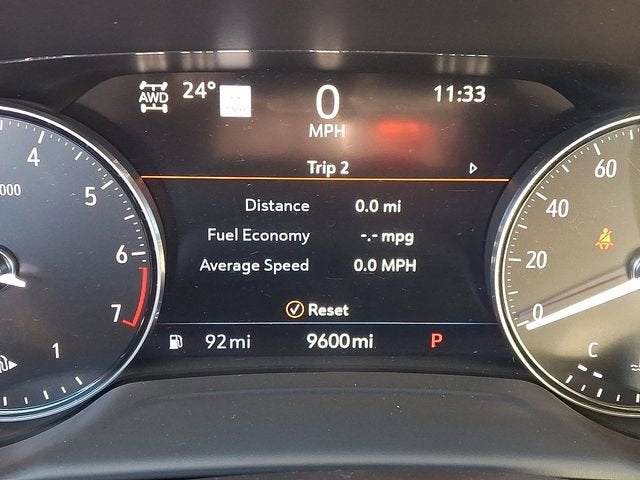 AWD 24° 0 11:33
MPH
Trip 2
Distance 0.0 mi
Fuel Economy -.- mpg
Average Speed 0.0 MPH
Reset
92mi 9600mi P
4
000
5
6
7
1
60
40
20
0
C